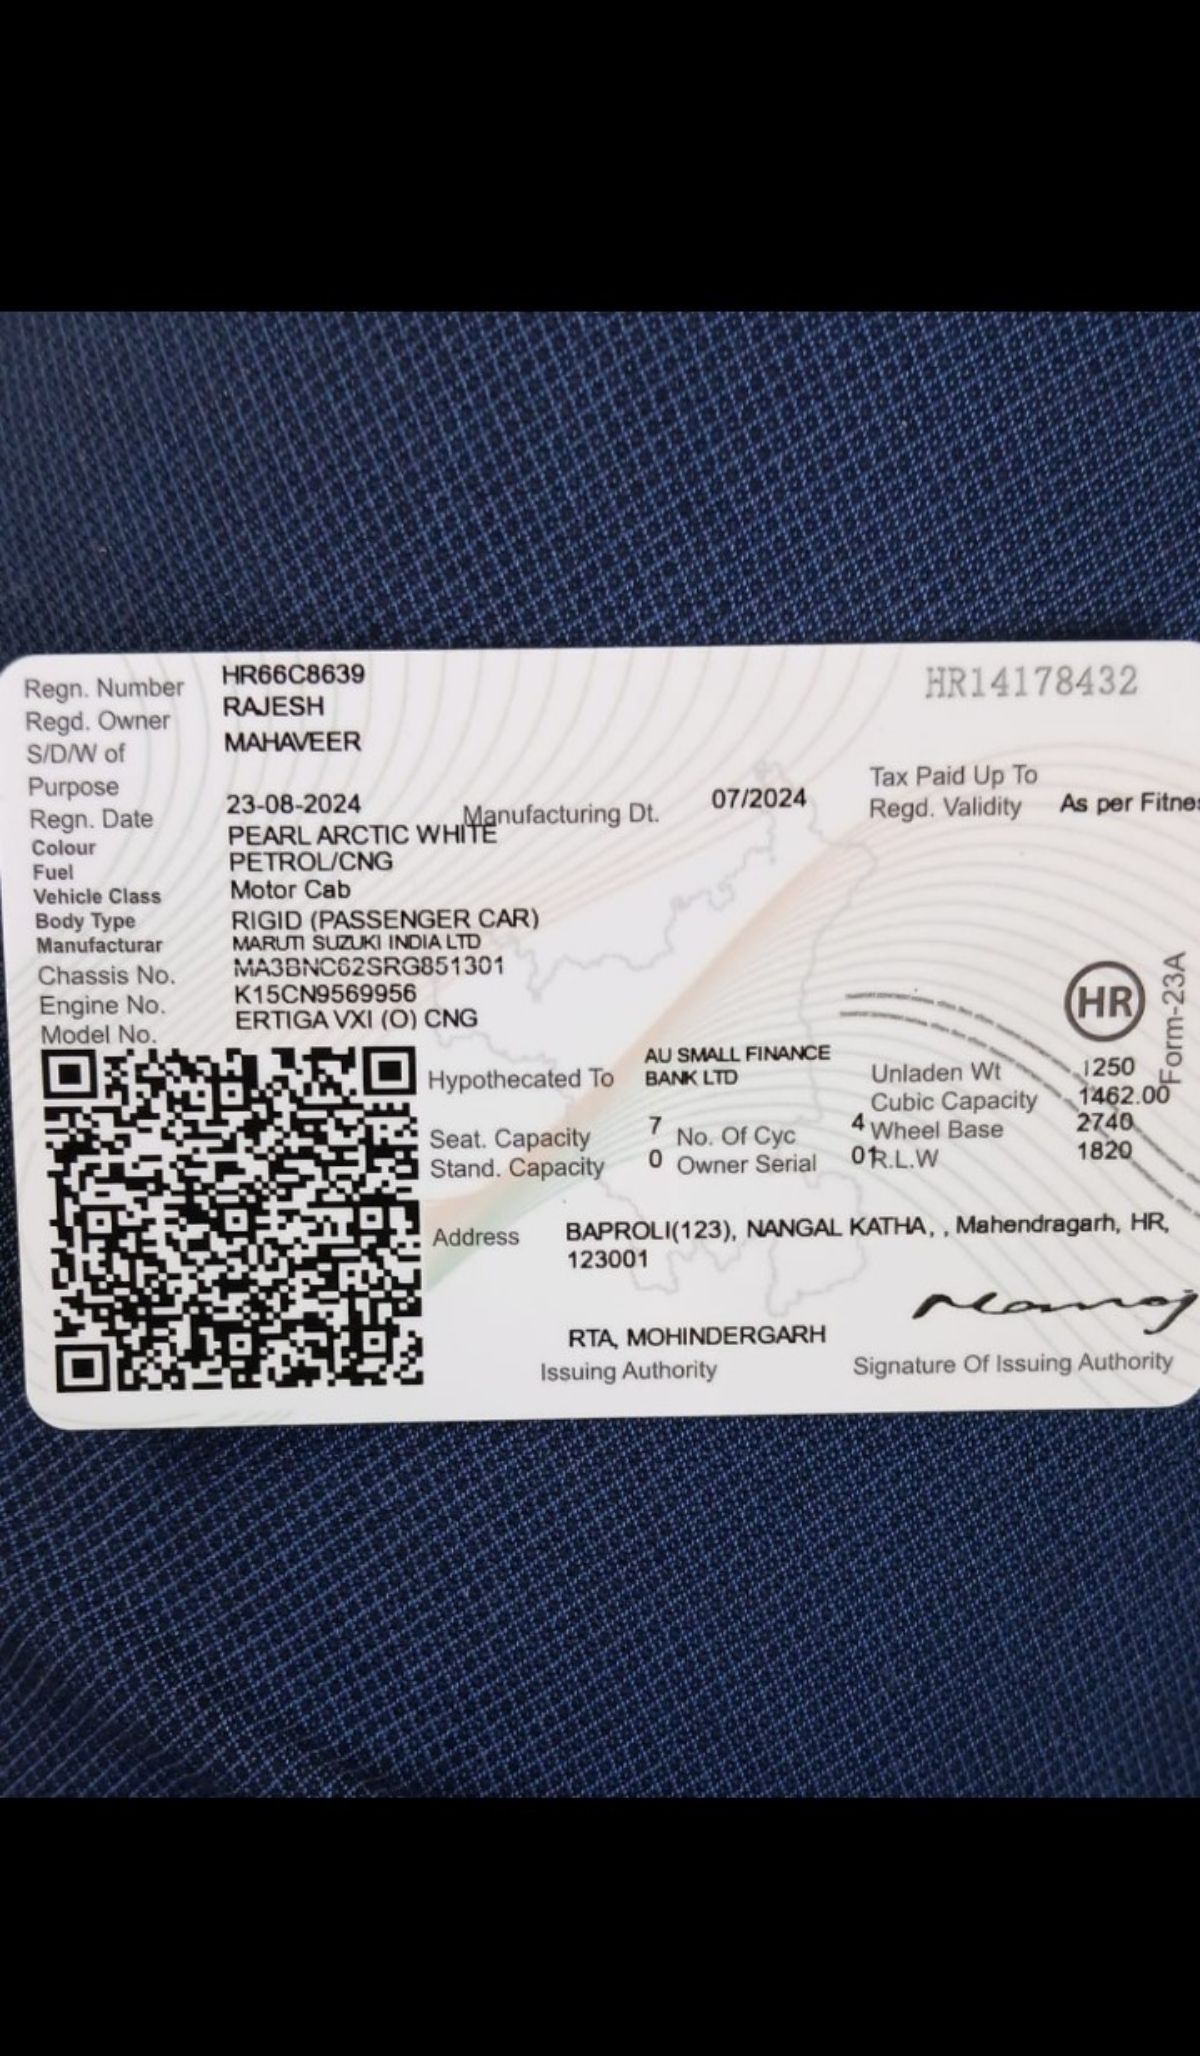 HR14178432
Regn. Number HR66C8639
Regd. Owner RAJESH
S/D/W of MAHAVEER
Purpose Tax Paid Up To
Regn. Date 23-08-2024 Manufacturing Dt. 07/2024 Regd. Validity As per Fitnes
Colour PEARL ARCTIC WHITE
Fuel PETROL/CNG
Vehicle Class Motor Cab
Body Type RIGID (PASSENGER CAR)
Manufacturar MARUTI SUZUKI INDIA LTD
Chassis No. MA3BNC62SRG851301
Engine No. K15CN9569956
Model No. ERTIGA VXI (O) CNG
HR
Form-23A
Hypothecated To AU SMALL FINANCE
BANK LTD
Unladen Wt 1250
Cubic Capacity 1462.00
Seat. Capacity 7 No. Of Cyc 4 Wheel Base 2740
Stand. Capacity 0 Owner Serial 01 R.L.W 1820
Address BAPROLI(123), NANGAL KATHA, , Mahendragarh, HR,
123001
RTA, MOHINDERGARH
Issuing Authority Signature Of Issuing Authority